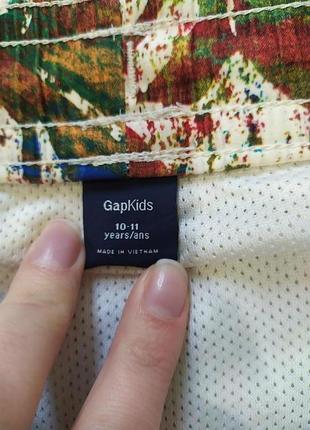 GapKids
10-11
years/ans
MADE IN VIETNAM